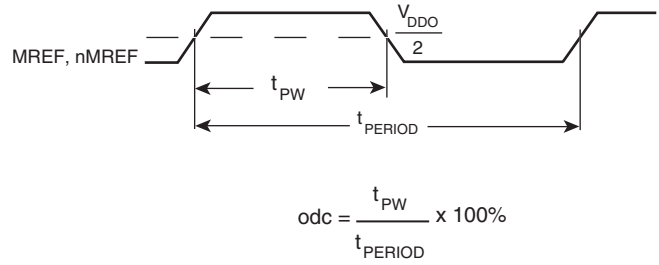 V_DDO
2
MREF, nMREF
t_PW
t_PERIOD
odc = t_PW / t_PERIOD x 100%